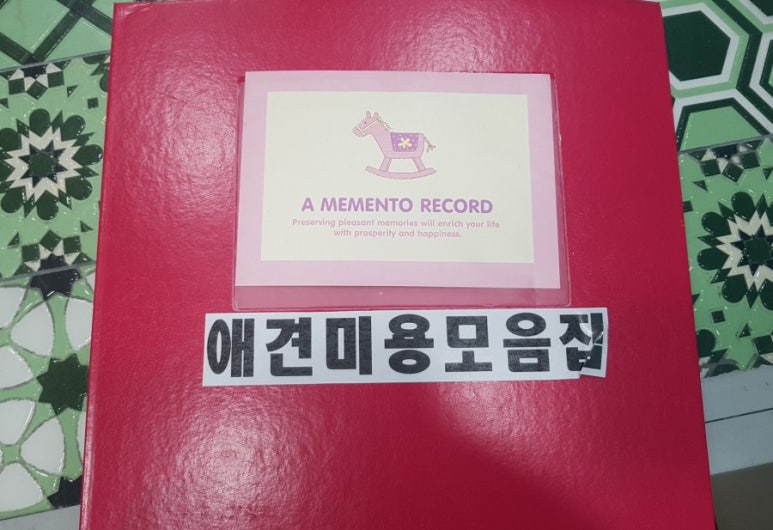 A MEMENTO RECORD
Preserving pleasant memories will enrich your life
with prosperity and happiness.
애견미용모음집